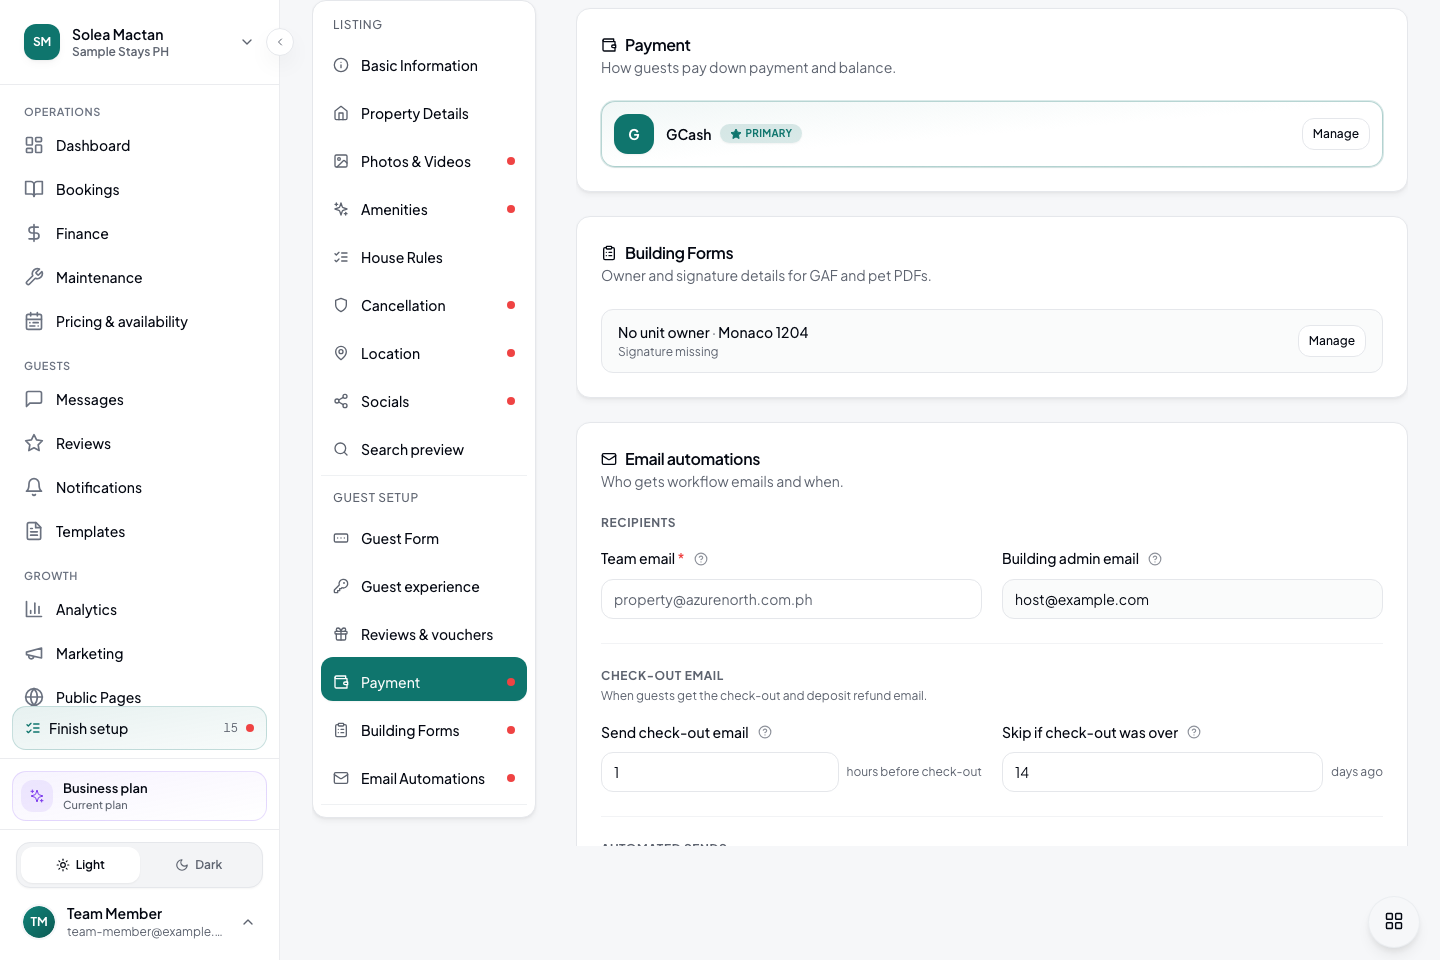 SM
Solea Mactan
Sample Stays PH
OPERATIONS
Dashboard
Bookings
Finance
Maintenance
Pricing & availability
GUESTS
Messages
Reviews
Notifications
Templates
GROWTH
Analytics
Marketing
Public Pages
Finish setup
15
Business plan
Current plan
Light
Dark
TM
Team Member
team-member@example....
LISTING
Basic Information
Property Details
Photos & Videos
Amenities
House Rules
Cancellation
Location
Socials
Search preview
GUEST SETUP
Guest Form
Guest experience
Reviews & vouchers
Payment
Building Forms
Email Automations
Payment
How guests pay down payment and balance.
G
GCash
PRIMARY
Manage
Building Forms
Owner and signature details for GAF and pet PDFs.
No unit owner · Monaco 1204
Signature missing
Manage
Email automations
Who gets workflow emails and when.
RECIPIENTS
Team email *
Building admin email
property@azurenorth.com.ph
host@example.com
CHECK-OUT EMAIL
When guests get the check-out and deposit refund email.
Send check-out email
Skip if check-out was over
1
hours before check-out
14
days ago
AUTOMATED SENDS